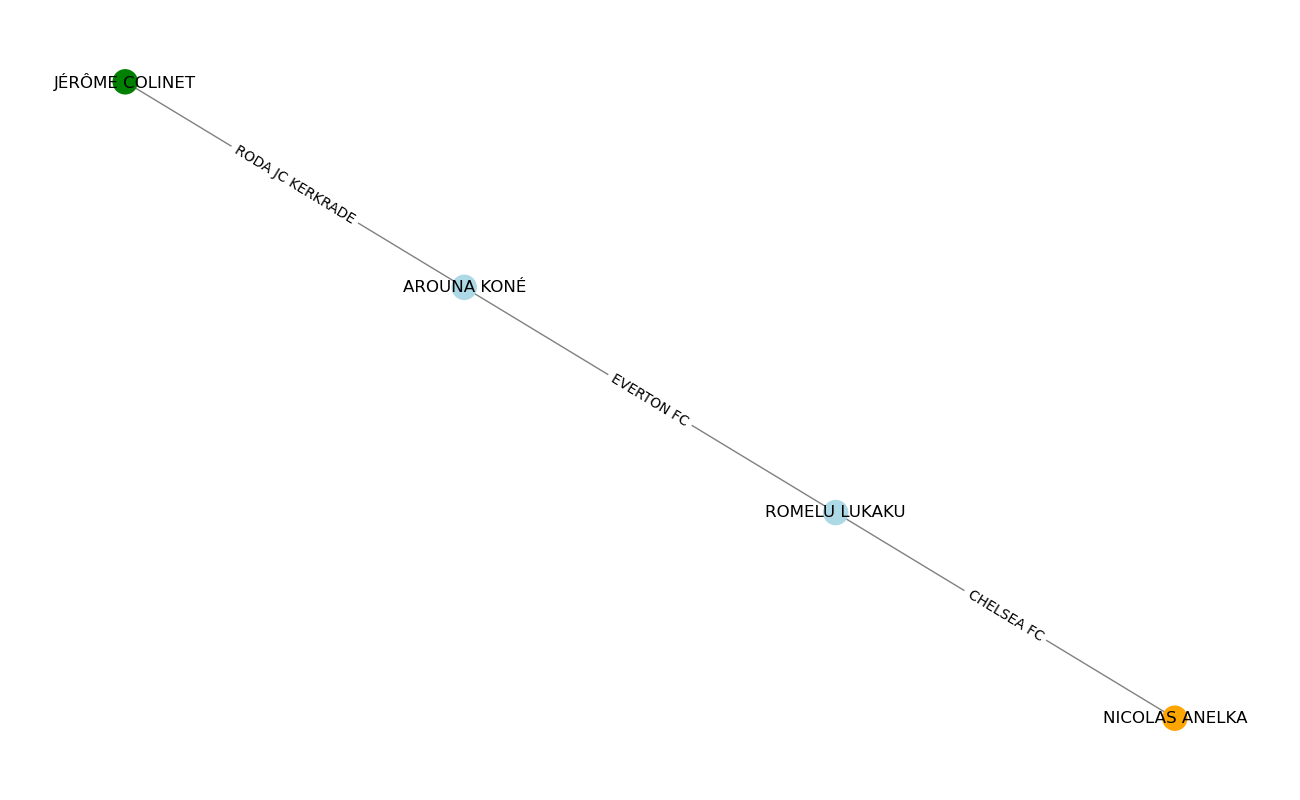 JÉRÔME COLINET
RODA JC KERKRADE
AROUNA KONÉ
EVERTON FC
ROMELU LUKAKU
CHELSEA FC
NICOLAS ANELKA